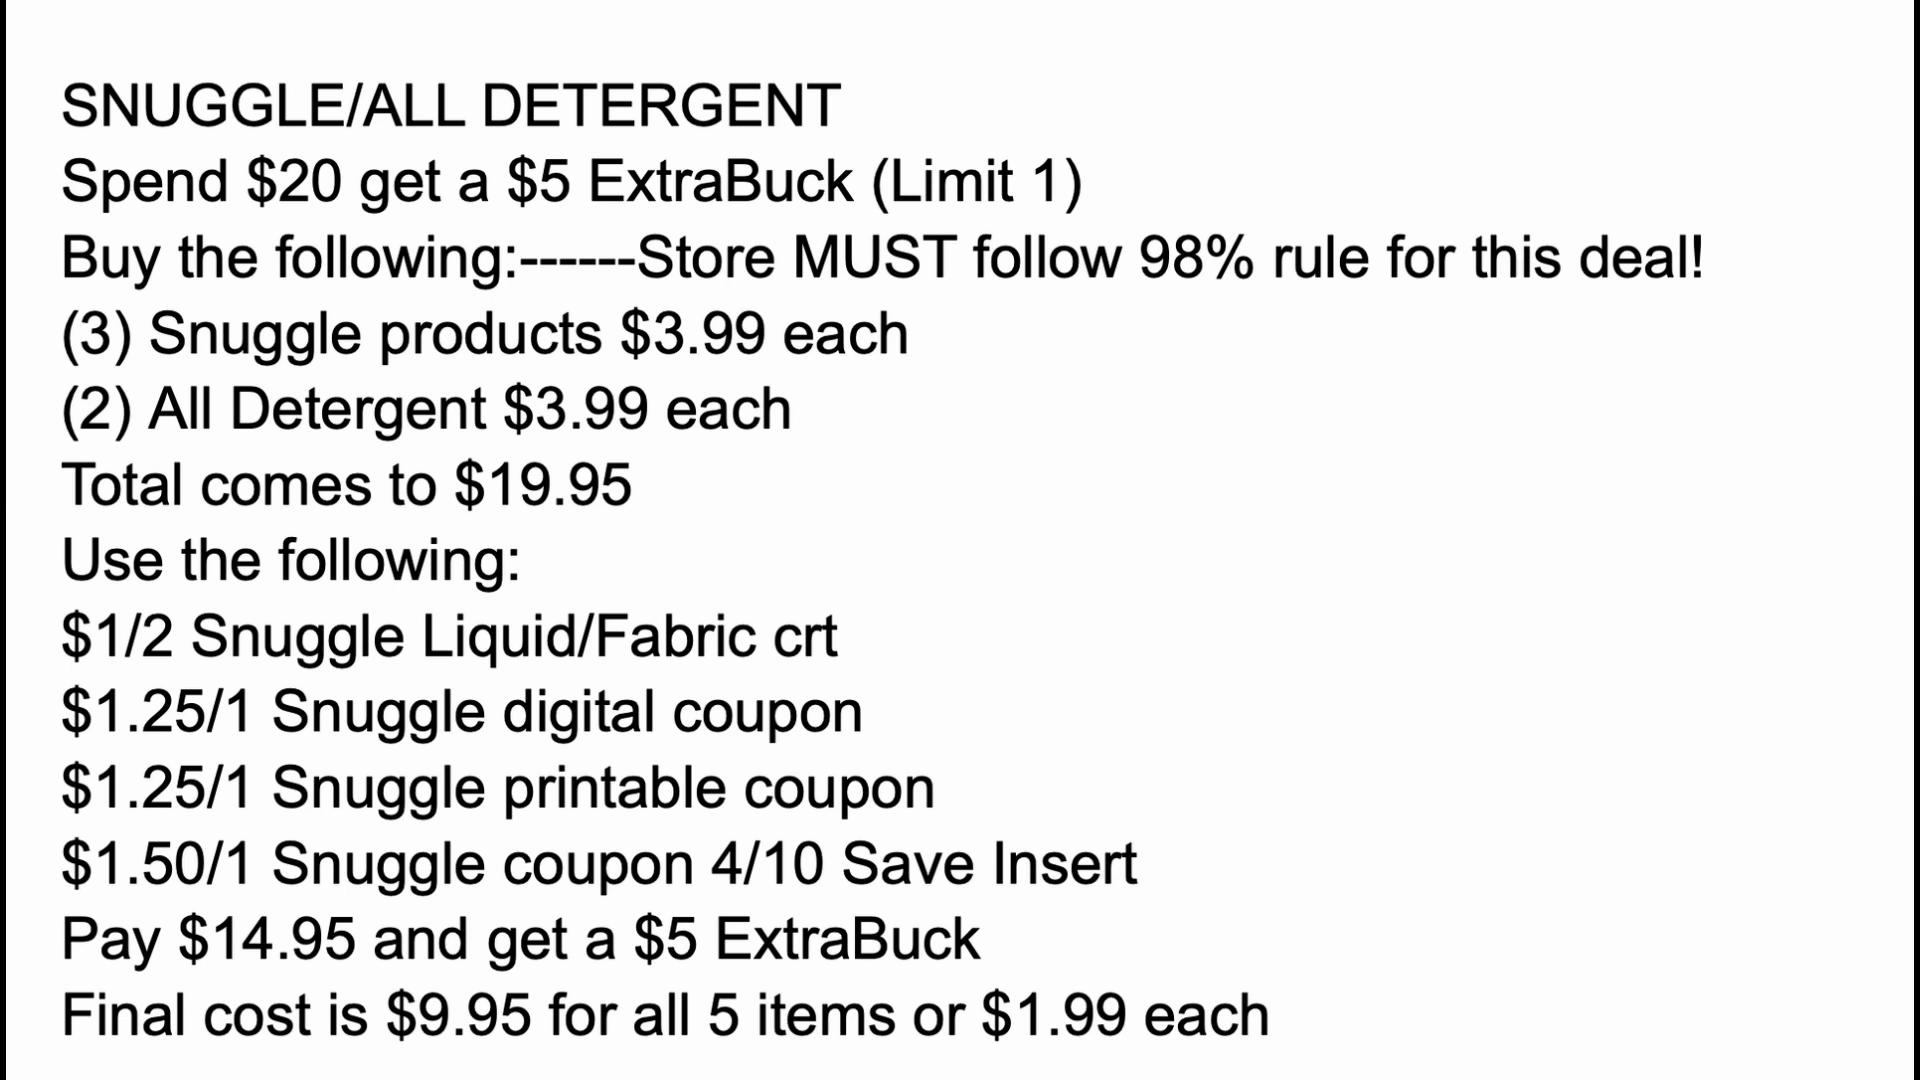 SNUGGLE/ALL DETERGENT
Spend $20 get a $5 ExtraBuck (Limit 1)
Buy the following:------Store MUST follow 98% rule for this deal!
(3) Snuggle products $3.99 each
(2) All Detergent $3.99 each
Total comes to $19.95
Use the following:
$1/2 Snuggle Liquid/Fabric crt
$1.25/1 Snuggle digital coupon
$1.25/1 Snuggle printable coupon
$1.50/1 Snuggle coupon 4/10 Save Insert
Pay $14.95 and get a $5 ExtraBuck
Final cost is $9.95 for all 5 items or $1.99 each